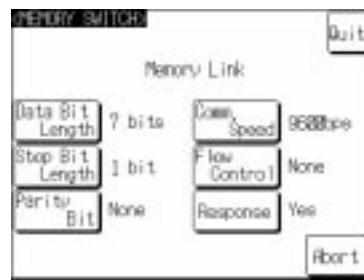 <MEMORY SWITCH>
Quit
Memory Link
Data Bit
Length
7 bits
Comm.
Speed
9600bps
Stop Bit
Length
1 bit
Flow
Control
None
Parity
Bit
None
Response
Yes
Abort